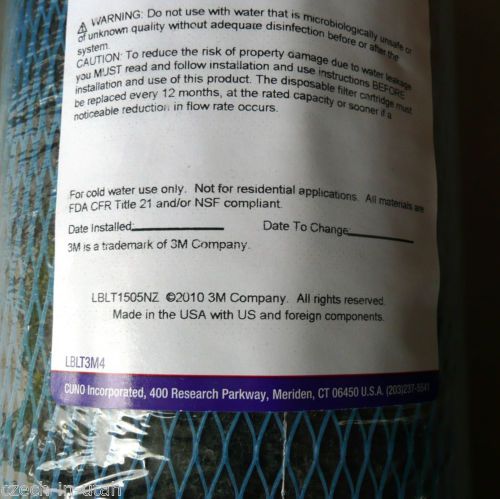 ⚠ WARNING: Do not use with water that is microbiologically unsafe or
of unknown quality without adequate disinfection before or after the
system.
CAUTION: To reduce the risk of property damage due to water leakage
you MUST read and follow installation and use instructions BEFORE
installation and use of this product. The disposable filter cartridge must
be replaced every 12 months, at the rated capacity or sooner if a
noticeable reduction in flow rate occurs.
For cold water use only. Not for residential applications. All materials are
FDA CFR Title 21 and/or NSF compliant.
Date Installed: Date To Change
3M is a trademark of 3M Company.
LBLT1505NZ ©2010 3M Company. All rights reserved.
Made in the USA with US and foreign components.
LBLT3M4
CUNO Incorporated, 400 Research Parkway, Meriden, CT 06450 U.S.A. (203)237-5541
czech-in-utah